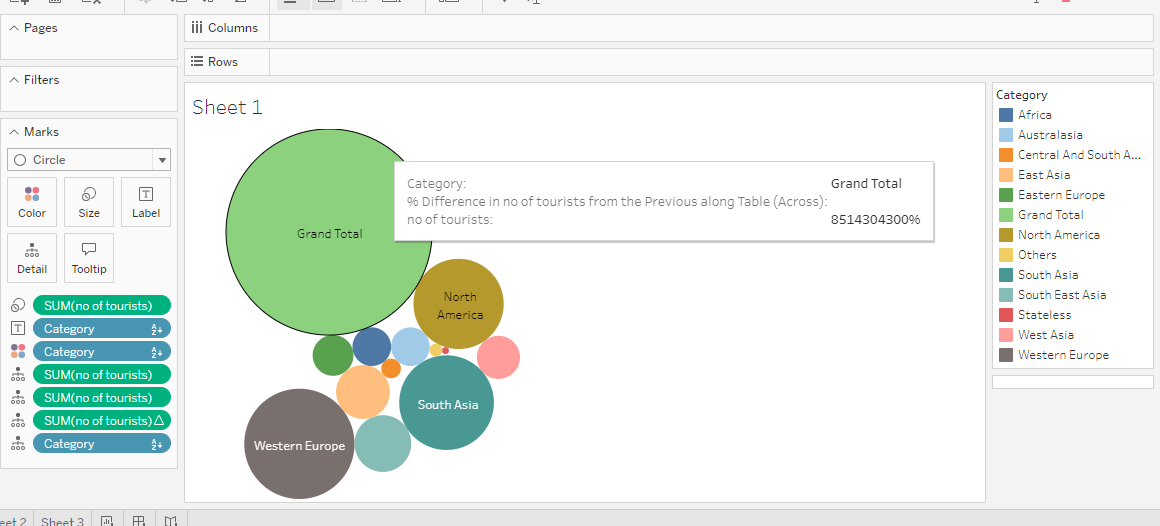 Pages
Columns
Rows
Filters
Marks
Circle
Color
Size
Label
Detail
Tooltip
SUM(no of tourists)
Category
Category
SUM(no of tourists)
SUM(no of tourists)
SUM(no of tourists)
Category
Sheet 1
Grand Total
Category: Grand Total
% Difference in no of tourists from the Previous along Table (Across):
no of tourists: 8514304300%
North
America
South Asia
Western Europe
Category
Africa
Australasia
Central And South A...
East Asia
Eastern Europe
Grand Total
North America
Others
South Asia
South East Asia
Stateless
West Asia
Western Europe
eet 2
Sheet 3